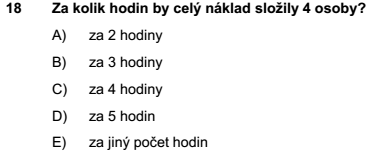 18 Za kolik hodin by celý náklad složily 4 osoby?
A) za 2 hodiny
B) za 3 hodiny
C) za 4 hodiny
D) za 5 hodin
E) za jiný počet hodin